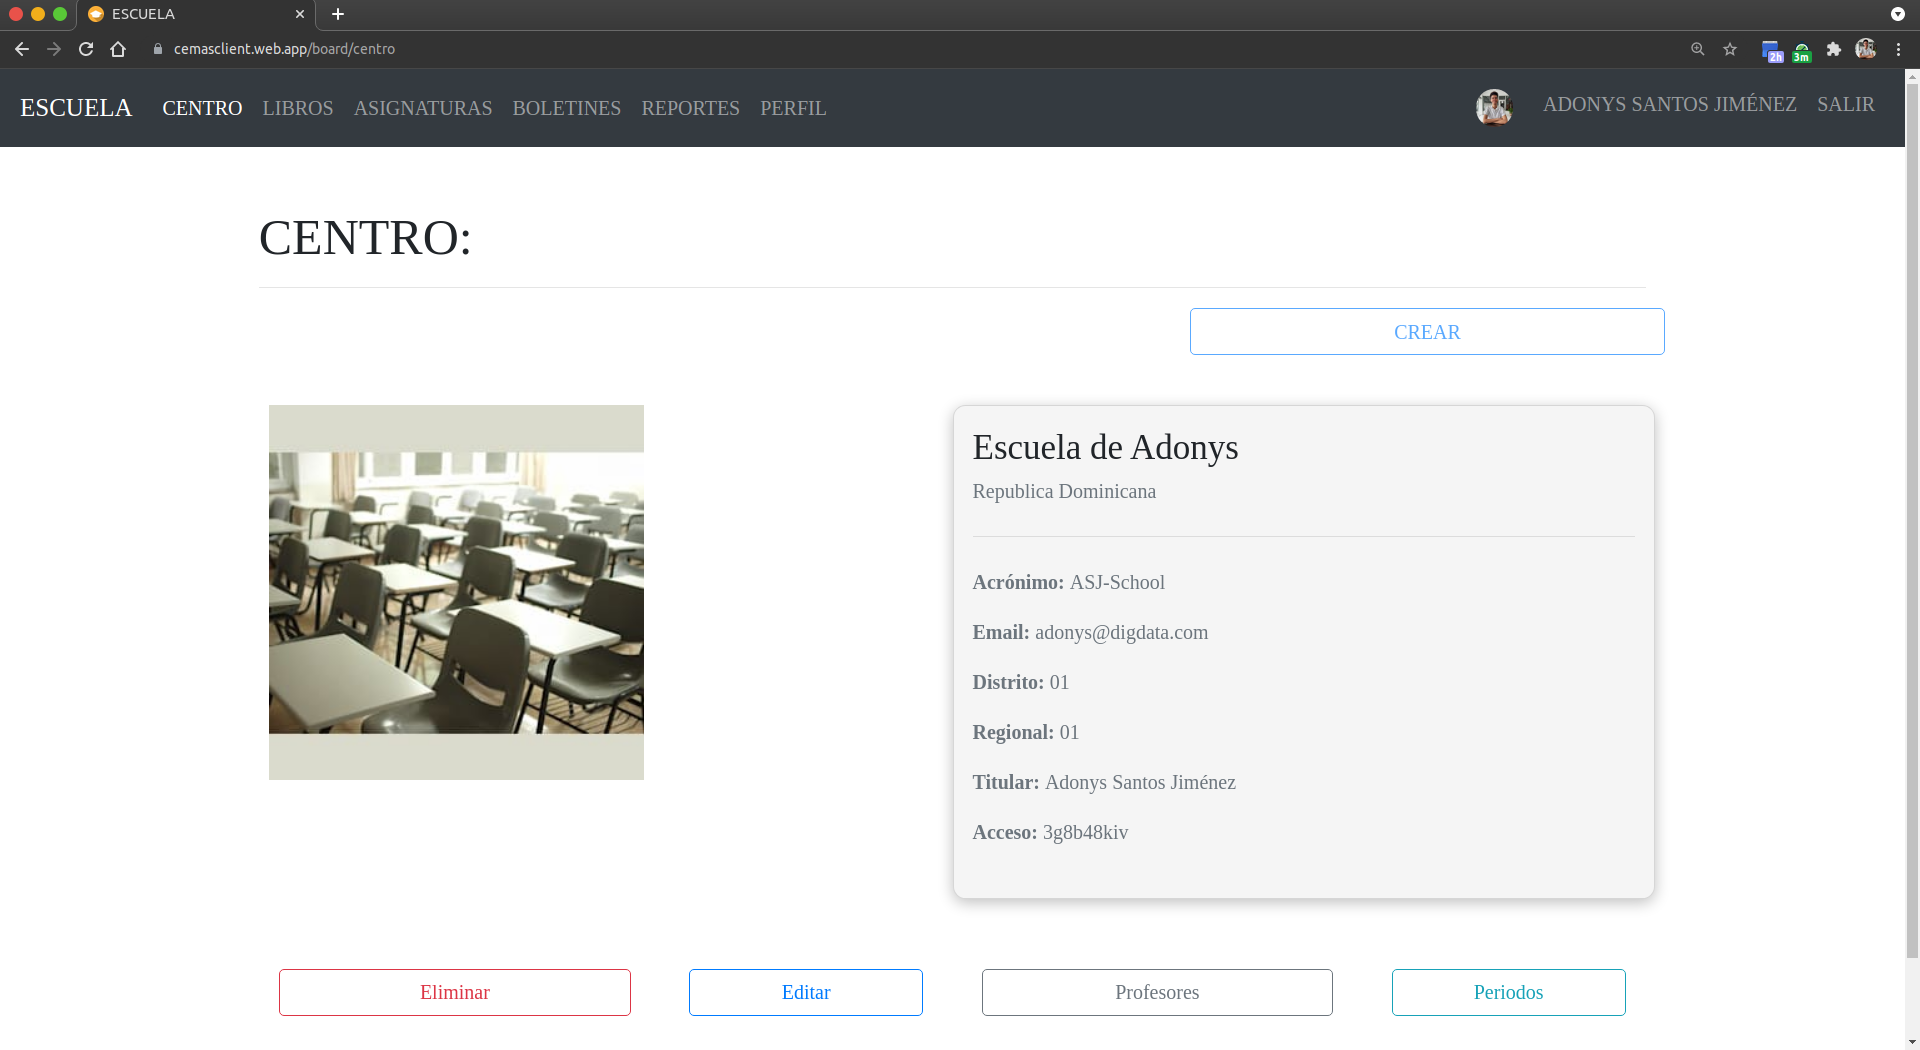 ESCUELA
cemasclient.web.app/board/centro
2h
3m
ESCUELA CENTRO LIBROS ASIGNATURAS BOLETINES REPORTES PERFIL ADONYS SANTOS JIMÉNEZ SALIR
CENTRO:
CREAR
Escuela de Adonys
Republica Dominicana
Acrónimo: ASJ-School
Email: adonys@digdata.com
Distrito: 01
Regional: 01
Titular: Adonys Santos Jiménez
Acceso: 3g8b48kiv
Eliminar Editar Profesores Periodos